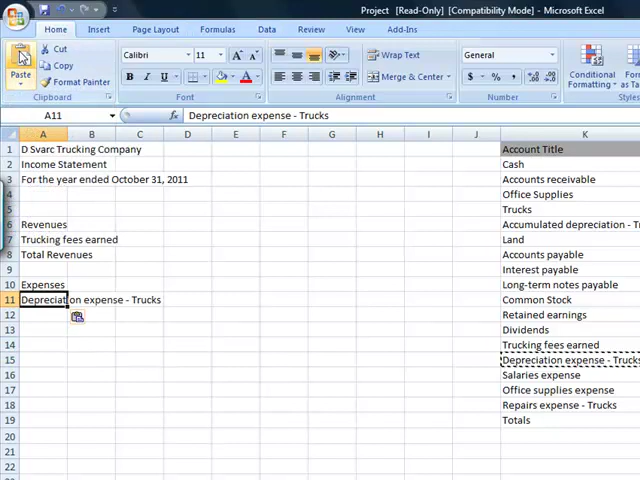 Project [Read-Only] [Compatibility Mode] - Microsoft Excel
Home Insert Page Layout Formulas Data Review View Add-Ins
Paste
Cut
Copy
Format Painter
Clipboard
Calibri 11
B I U
Font
Wrap Text
Merge & Center
Alignment
General
$ % ,
Number
Conditional Formatting
A11 fx Depreciation expense - Trucks
A B C D E F G H I J K
1 D Svarc Trucking Company Account Title
2 Income Statement Cash
3 For the year ended October 31, 2011 Accounts receivable
4 Office Supplies
5 Trucks
6 Revenues Accumulated depreciation - T
7 Trucking fees earned Land
8 Total Revenues Accounts payable
9 Interest payable
10 Expenses Long-term notes payable
11 Depreciation expense - Trucks Common Stock
12 Retained earnings
13 Dividends
14 Trucking fees earned
15 Depreciation expense - Trucks
16 Salaries expense
17 Office supplies expense
18 Repairs expense - Trucks
19 Totals
20
21
22